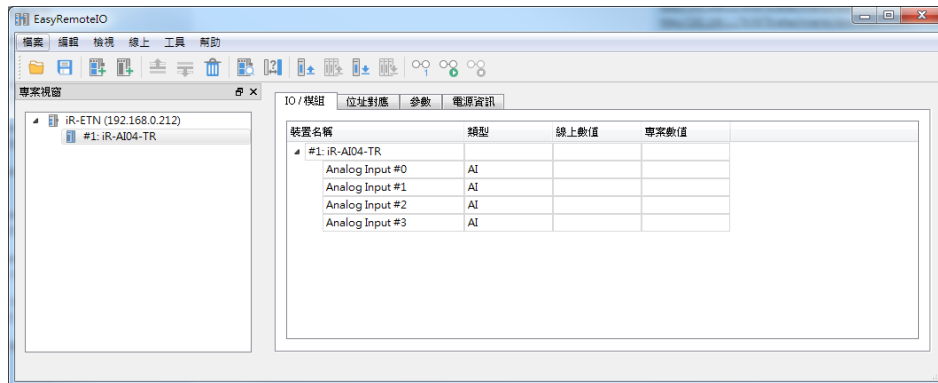 EasyRemoteIO
檔案 編輯 檢視 線上 工具 幫助
專案視窗
iR-ETN (192.168.0.212)
#1: iR-AI04-TR
IO / 模組 位址對應 參數 電源資訊
裝置名稱 類型 線上數值 專案數值
#1: iR-AI04-TR
Analog Input #0 AI
Analog Input #1 AI
Analog Input #2 AI
Analog Input #3 AI